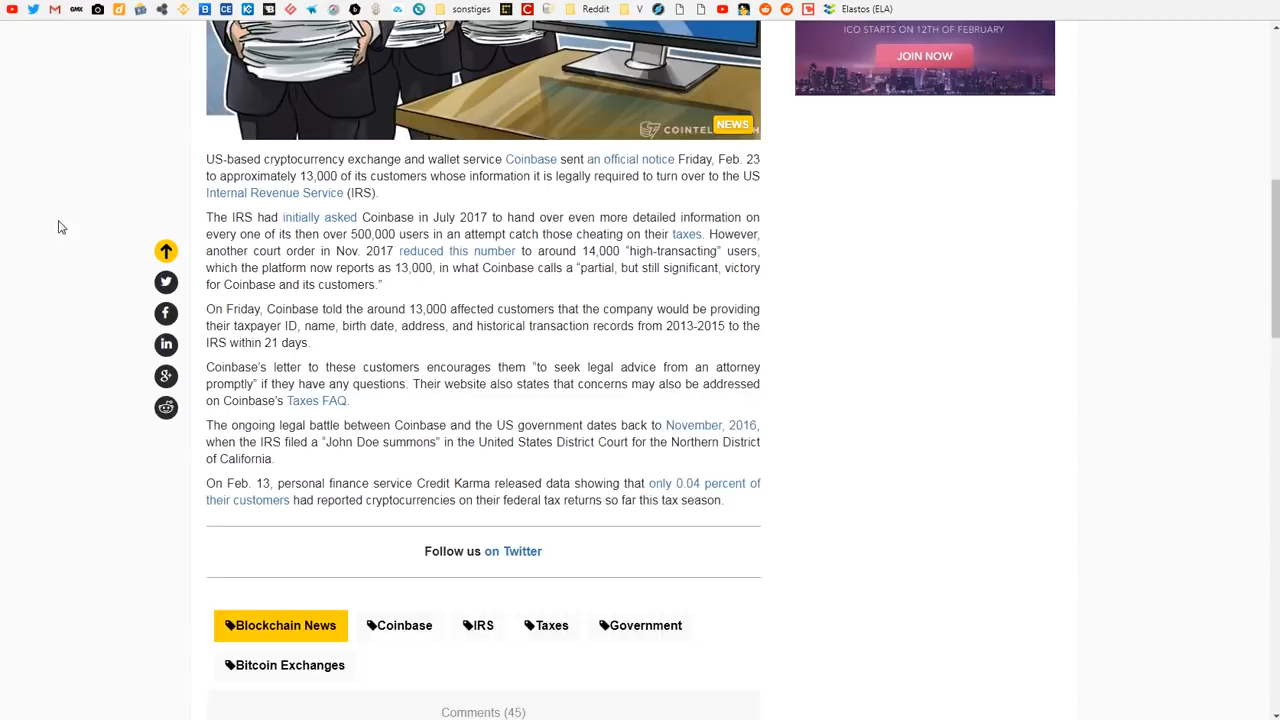 GMX
sonstiges
Reddit
V
Elastos (ELA)
ICO STARTS ON 12TH OF FEBRUARY
JOIN NOW
NEWS
US-based cryptocurrency exchange and wallet service Coinbase sent an official notice Friday, Feb. 23
to approximately 13,000 of its customers whose information it is legally required to turn over to the US
Internal Revenue Service (IRS).
The IRS had initially asked Coinbase in July 2017 to hand over even more detailed information on
every one of its then over 500,000 users in an attempt catch those cheating on their taxes. However,
another court order in Nov. 2017 reduced this number to around 14,000 “high-transacting” users,
which the platform now reports as 13,000, in what Coinbase calls a “partial, but still significant, victory
for Coinbase and its customers.”
On Friday, Coinbase told the around 13,000 affected customers that the company would be providing
their taxpayer ID, name, birth date, address, and historical transaction records from 2013-2015 to the
IRS within 21 days.
Coinbase’s letter to these customers encourages them “to seek legal advice from an attorney
promptly” if they have any questions. Their website also states that concerns may also be addressed
on Coinbase’s Taxes FAQ.
The ongoing legal battle between Coinbase and the US government dates back to November, 2016,
when the IRS filed a “John Doe summons” in the United States District Court for the Northern District
of California.
On Feb. 13, personal finance service Credit Karma released data showing that only 0.04 percent of
their customers had reported cryptocurrencies on their federal tax returns so far this tax season.
Follow us on Twitter
Blockchain News Coinbase IRS Taxes Government
Bitcoin Exchanges
Comments (45)